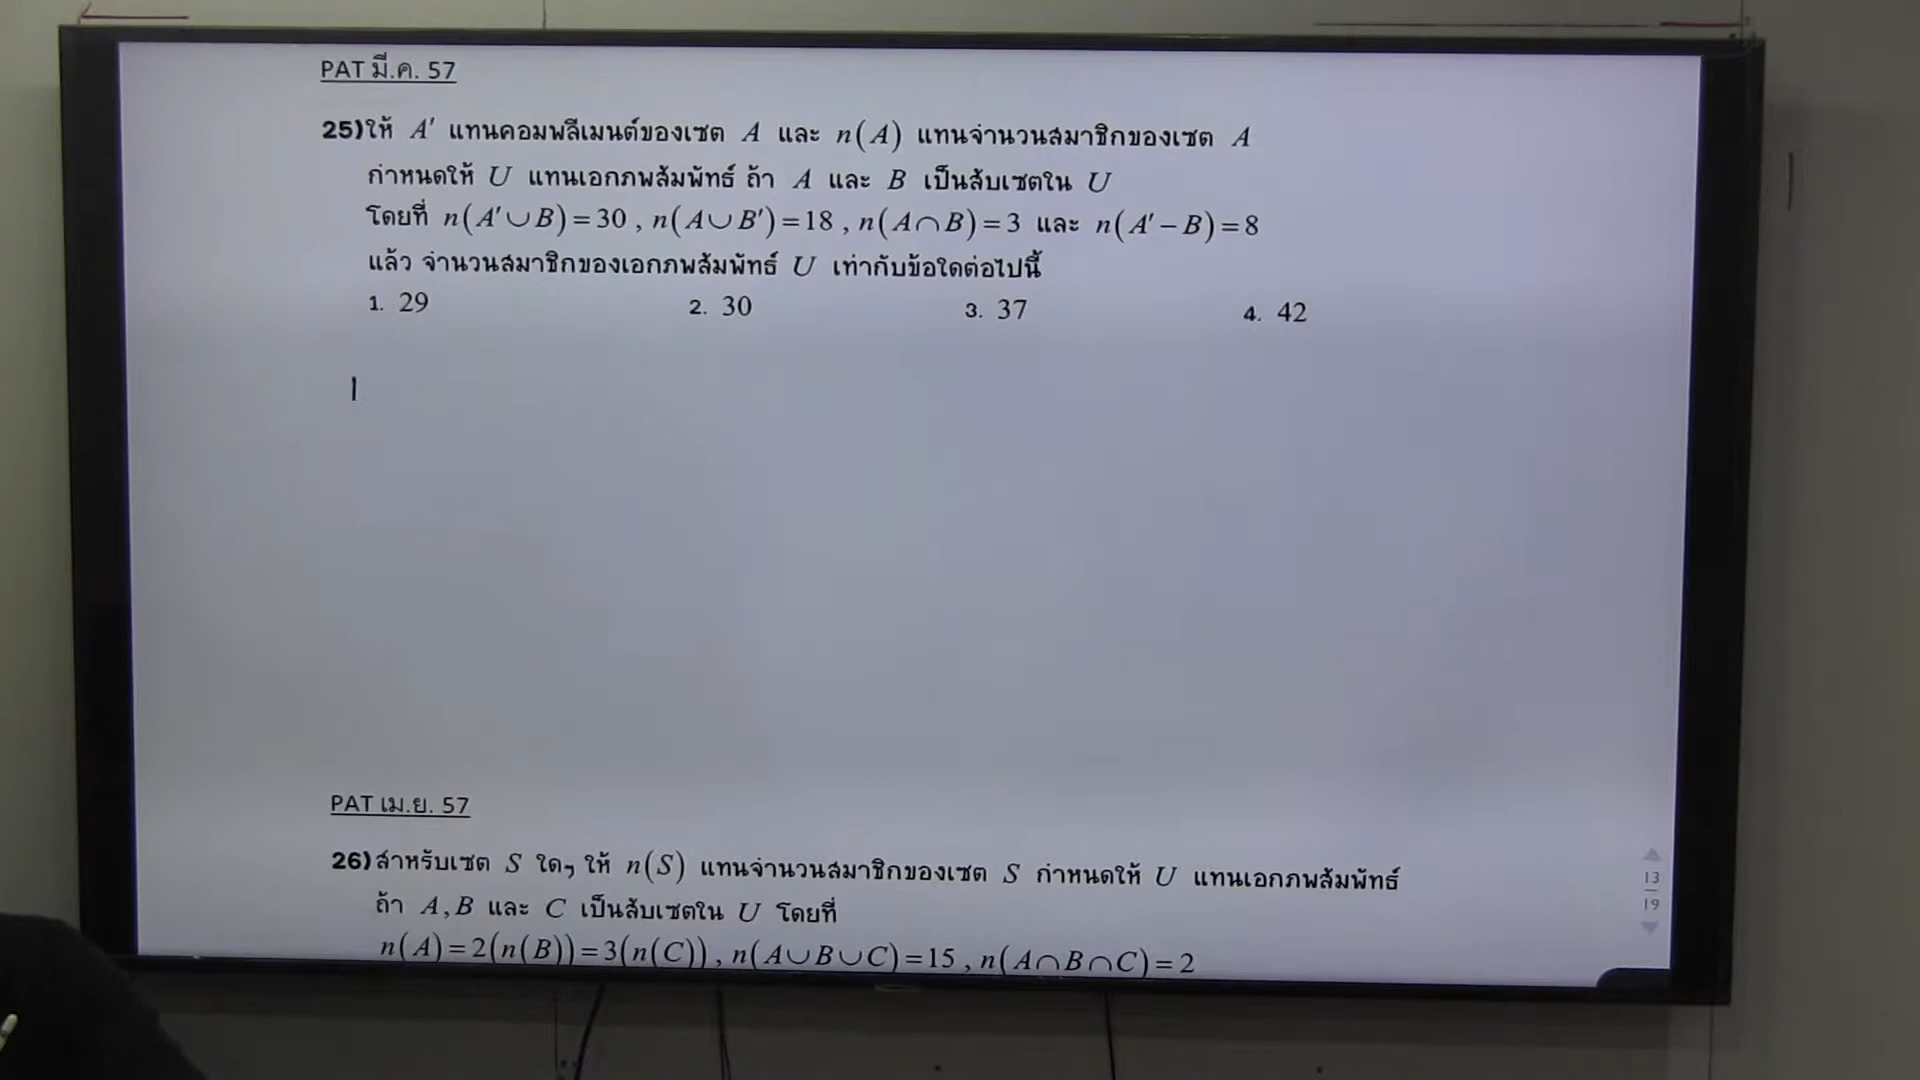 PAT มี.ค. 57
25) ให้ A′ แทนคอมพลีเมนต์ของเซต A และ n(A) แทนจำนวนสมาชิกของเซต A
กำหนดให้ U แทนเอกภพสัมพัทธ์ ถ้า A และ B เป็นสับเซตใน U
โดยที่ n(A′∪B)=30 , n(A∪B′)=18 , n(A∩B)=3 และ n(A′−B)=8
แล้ว จำนวนสมาชิกของเอกภพสัมพัทธ์ U เท่ากับข้อใดต่อไปนี้
1. 29 2. 30 3. 37 4. 42
PAT เม.ย. 57
26) สำหรับเซต S ใดๆ ให้ n(S) แทนจำนวนสมาชิกของเซต S กำหนดให้ U แทนเอกภพสัมพัทธ์
ถ้า A,B และ C เป็นสับเซตใน U โดยที่
n(A)=2(n(B))=3(n(C)) , n(A∪B∪C)=15 , n(A∩B∩C)=2
13
19